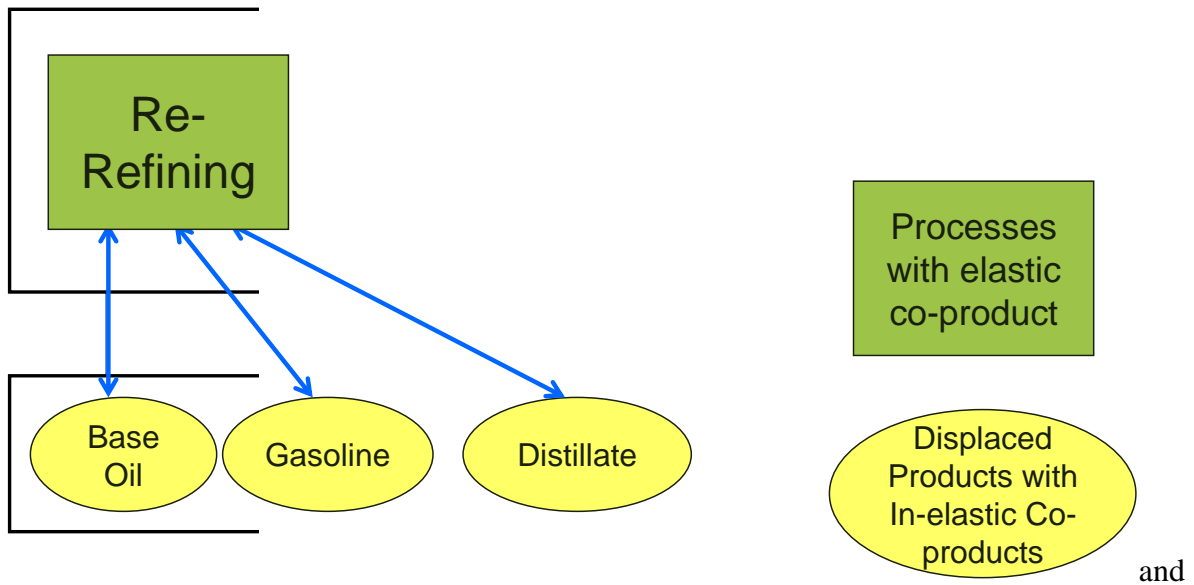 Re-
Refining
Processes
with elastic
co-product
Base
Oil
Gasoline
Distillate
Displaced
Products with
In-elastic Co-
products
and